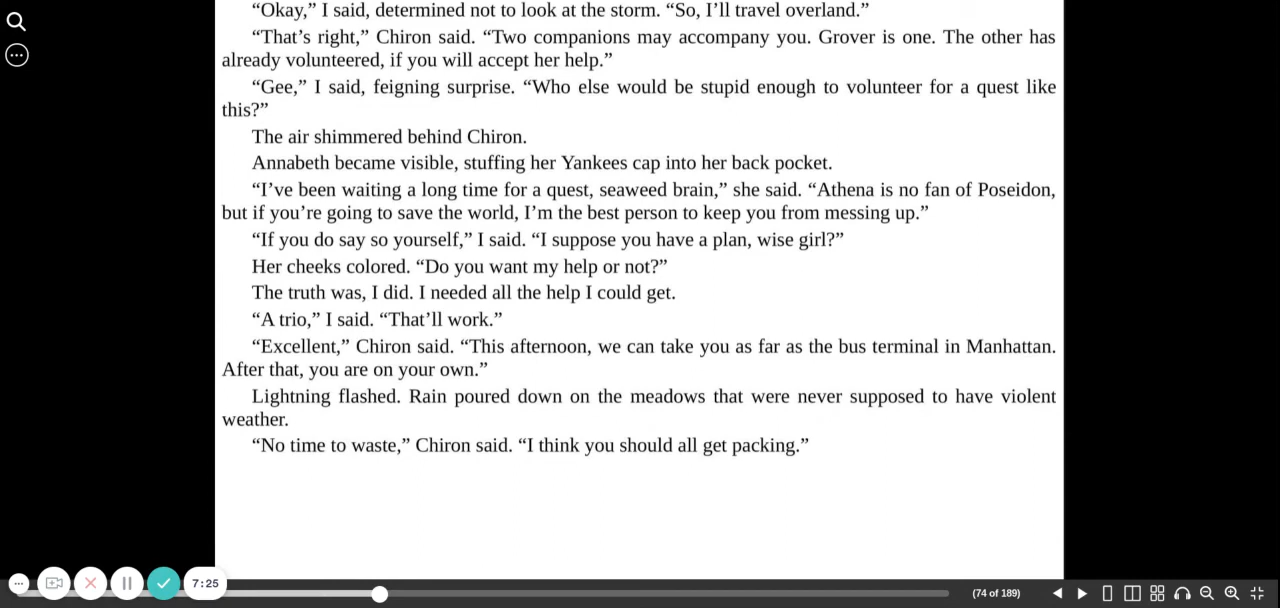 “Okay,” I said, determined not to look at the storm. “So, I’ll travel overland.”
“That’s right,” Chiron said. “Two companions may accompany you. Grover is one. The other has
already volunteered, if you will accept her help.”
“Gee,” I said, feigning surprise. “Who else would be stupid enough to volunteer for a quest like
this?”
The air shimmered behind Chiron.
Annabeth became visible, stuffing her Yankees cap into her back pocket.
“I’ve been waiting a long time for a quest, seaweed brain,” she said. “Athena is no fan of Poseidon,
but if you’re going to save the world, I’m the best person to keep you from messing up.”
“If you do say so yourself,” I said. “I suppose you have a plan, wise girl?”
Her cheeks colored. “Do you want my help or not?”
The truth was, I did. I needed all the help I could get.
“A trio,” I said. “That’ll work.”
“Excellent,” Chiron said. “This afternoon, we can take you as far as the bus terminal in Manhattan.
After that, you are on your own.”
Lightning flashed. Rain poured down on the meadows that were never supposed to have violent
weather.
“No time to waste,” Chiron said. “I think you should all get packing.”
7:25
(74 of 189)